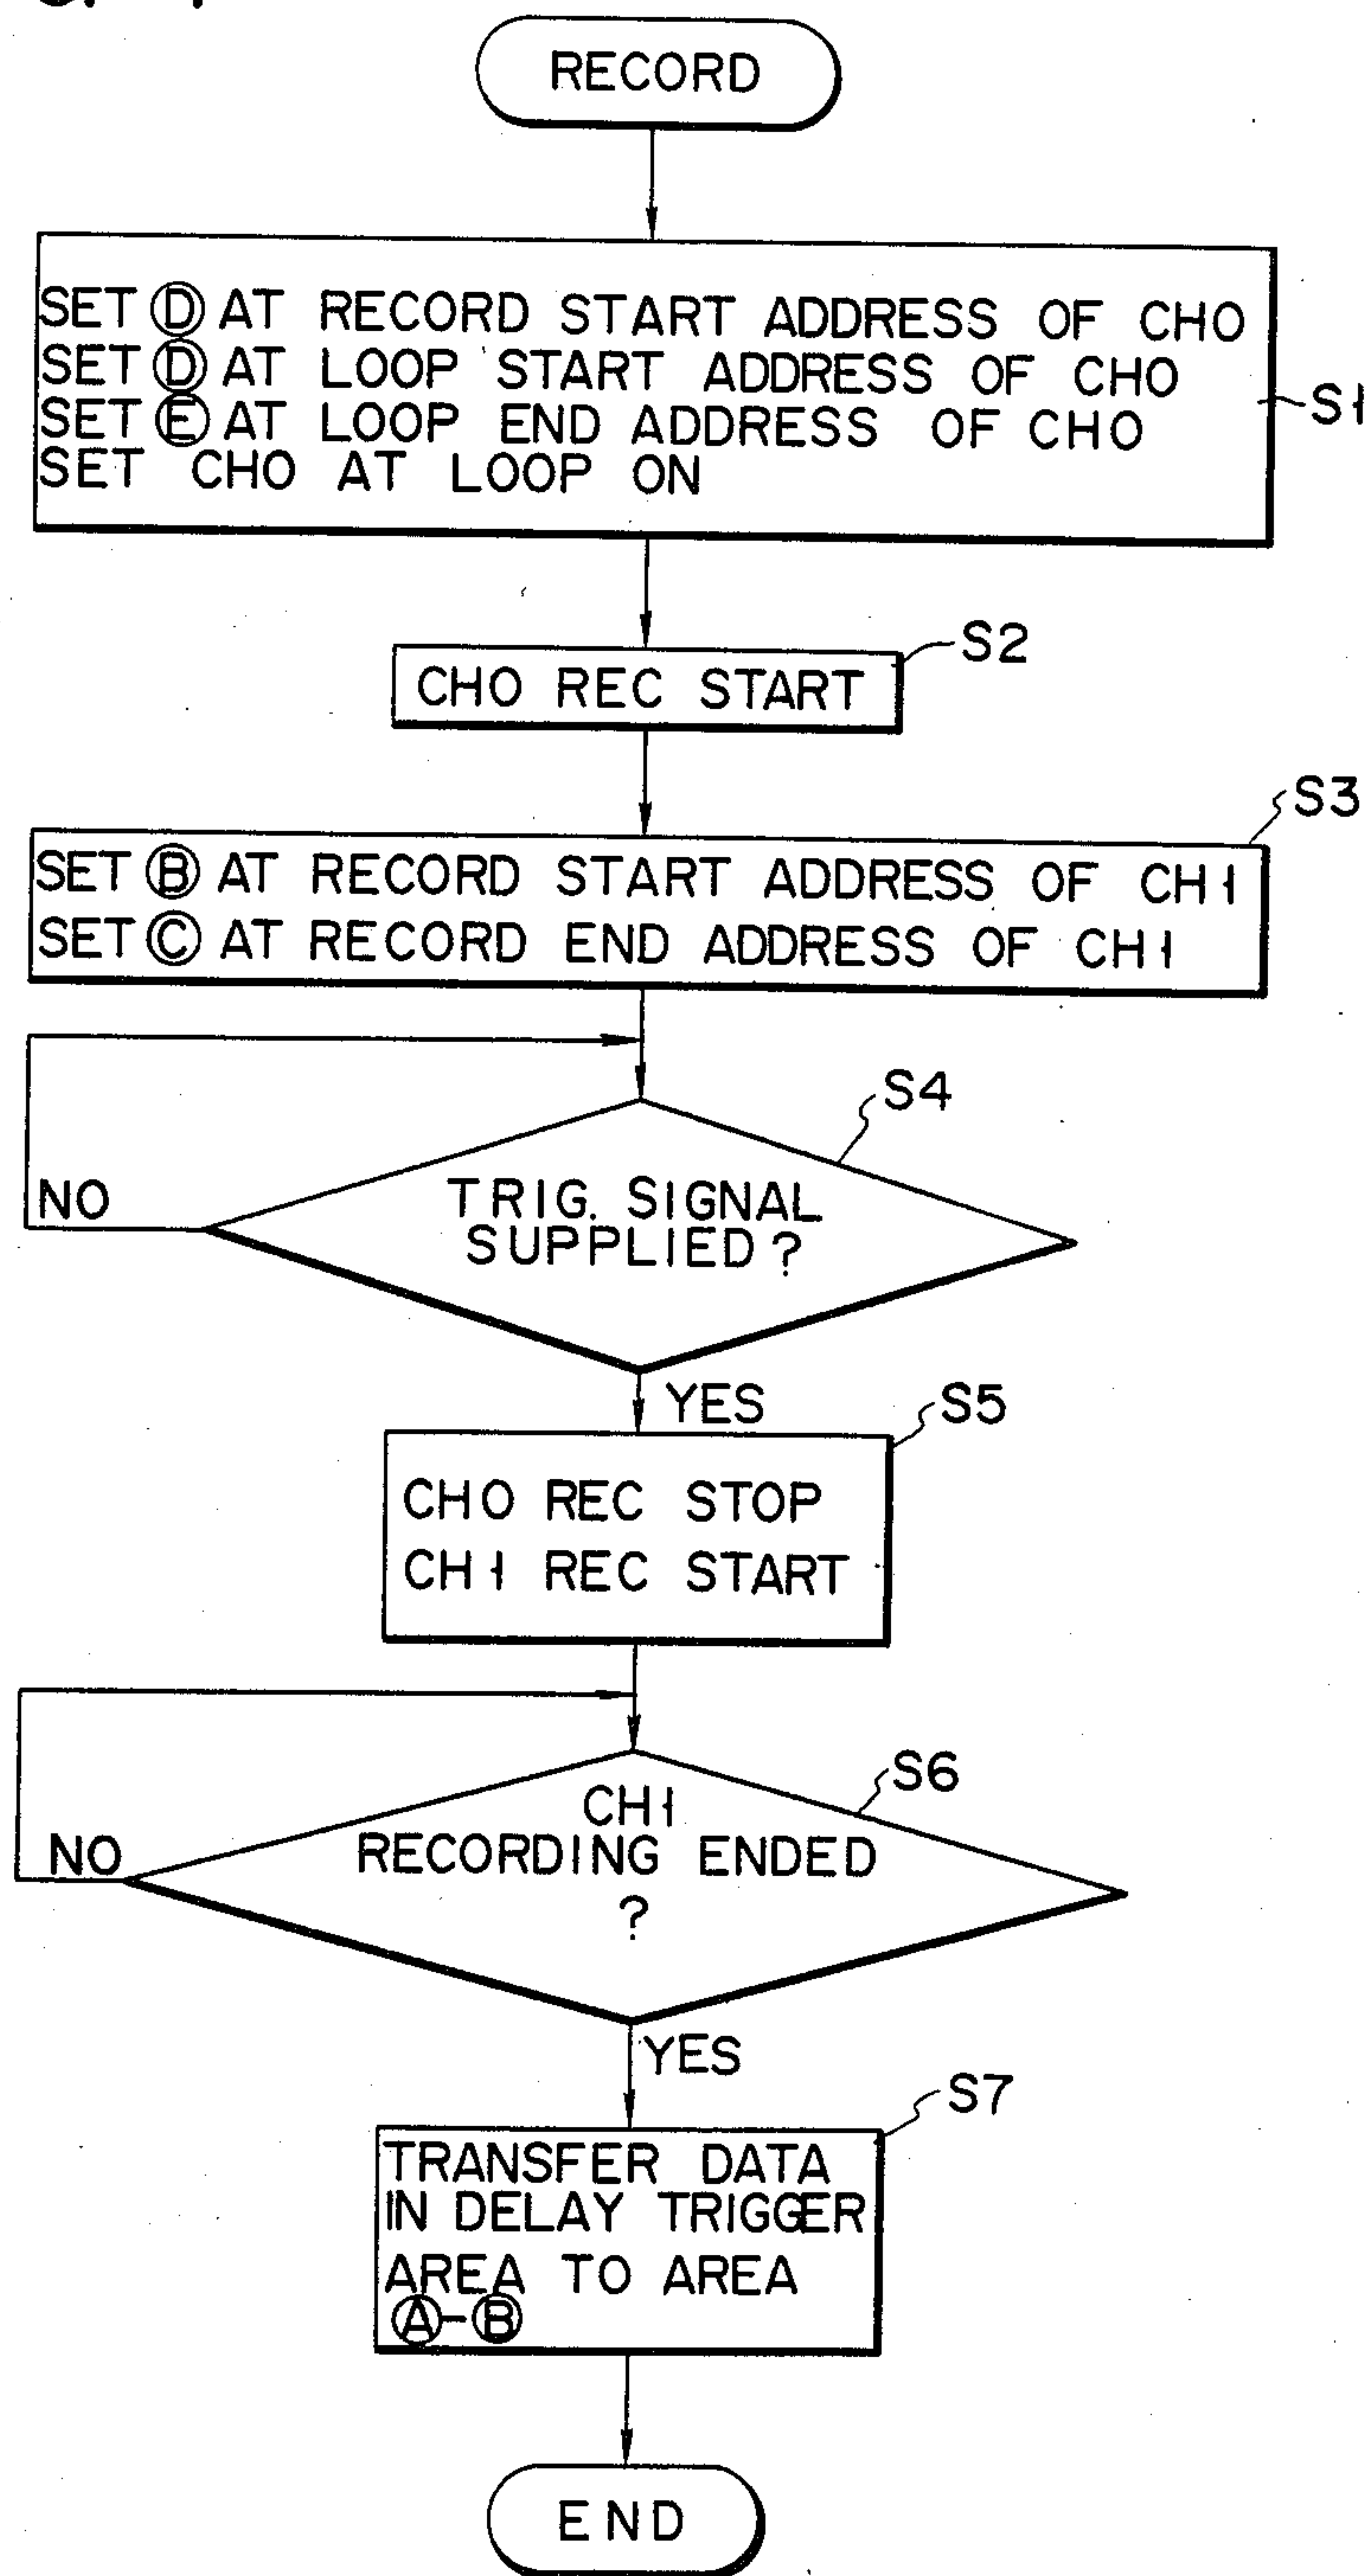 RECORD
SET Ⓓ AT RECORD START ADDRESS OF CHO
SET Ⓓ AT LOOP START ADDRESS OF CHO
SET Ⓔ AT LOOP END ADDRESS OF CHO
SET CHO AT LOOP ON
S1
S2
CHO REC START
S3
SET Ⓑ AT RECORD START ADDRESS OF CH1
SET Ⓒ AT RECORD END ADDRESS OF CH1
S4
NO
TRIG. SIGNAL
SUPPLIED?
YES
S5
CHO REC STOP
CH1 REC START
S6
CH1
NO
RECORDING ENDED
?
YES
S7
TRANSFER DATA
IN DELAY TRIGGER
AREA TO AREA
Ⓐ-Ⓑ
END